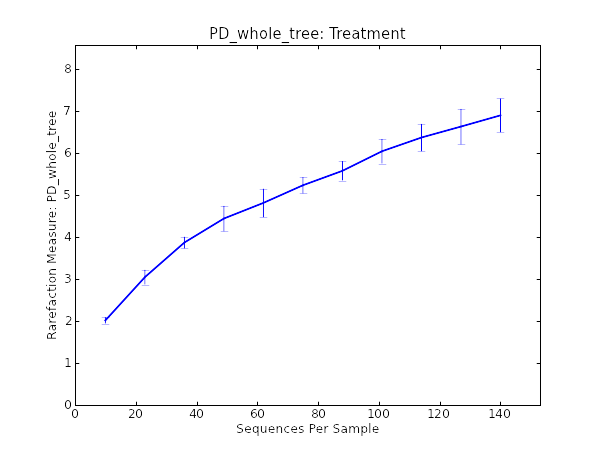 PD_whole_tree: Treatment
Rarefaction Measure: PD_whole_tree
8
7
6
5
4
3
2
1
0
0 20 40 60 80 100 120 140
Sequences Per Sample